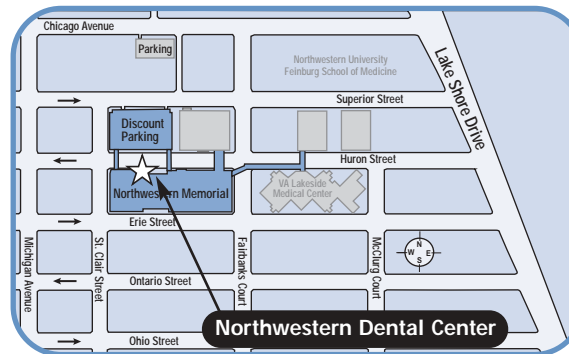 Chicago Avenue
Parking
Northwestern University
Feinburg School of Medicine
Lake Shore Drive
Superior Street
Discount
Parking
Huron Street
Northwestern Memorial
VA Lakeside
Medical Center
Erie Street
Michigan Avenue
St. Clair Street
Fairbanks Court
McClurg Court
N
W E
S
Ontario Street
Northwestern Dental Center
Ohio Street